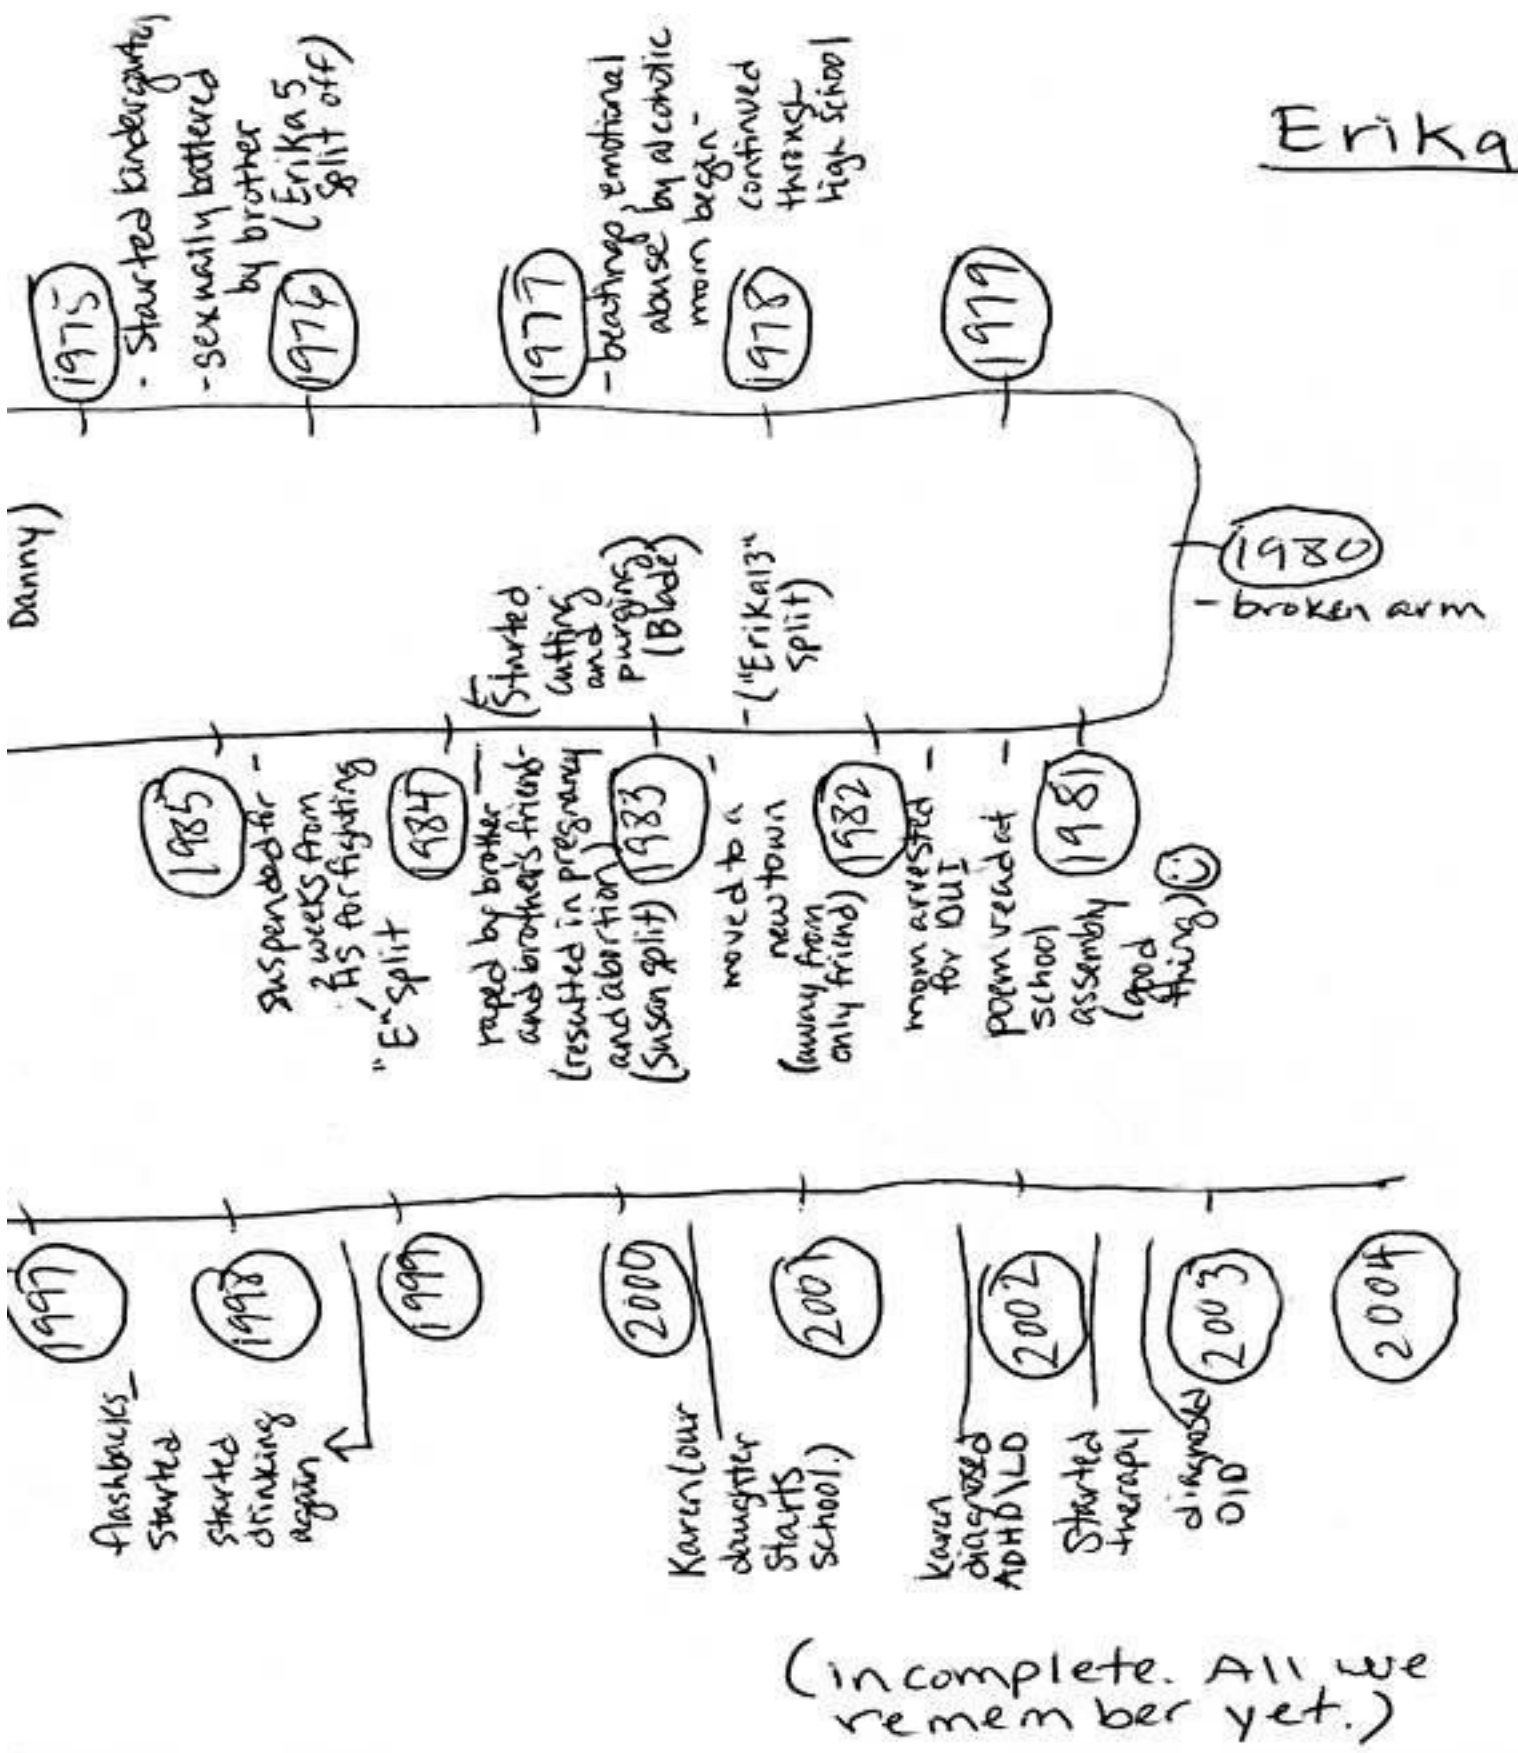 Erika
1975
- Started kindergarten
- sexually battered
by brother
(Erika 5
split off)
1976
1977
- beatings, emotional
abuse by alcoholic
mom begin -
continued
through
high school
1978
1979
1980
- broken arm
1981
poem read at -
school
assembly
(good
thing)
mom arrested -
for DUI
1982
- ("Erika13"
split)
moved to a -
new town
(away from
only friend)
1983
(Started
cutting
and
purging)
(Blade)
raped by brother -
and brother's friend -
(resulted in pregnancy
and abortion)
(Susan split)
1984
suspended for -
2 weeks from
HS for fighting
"E" split
1985
Danny)
1997
flashbacks -
started
1998
started
drinking
again
1999
2000
Karen (our
daughter
starts
school.)
2001
Karen
diagnosed
ADHD\LD
2002
Started
therapy
diagnosed
DID
2003
2004
(incomplete. All we
remember yet.)